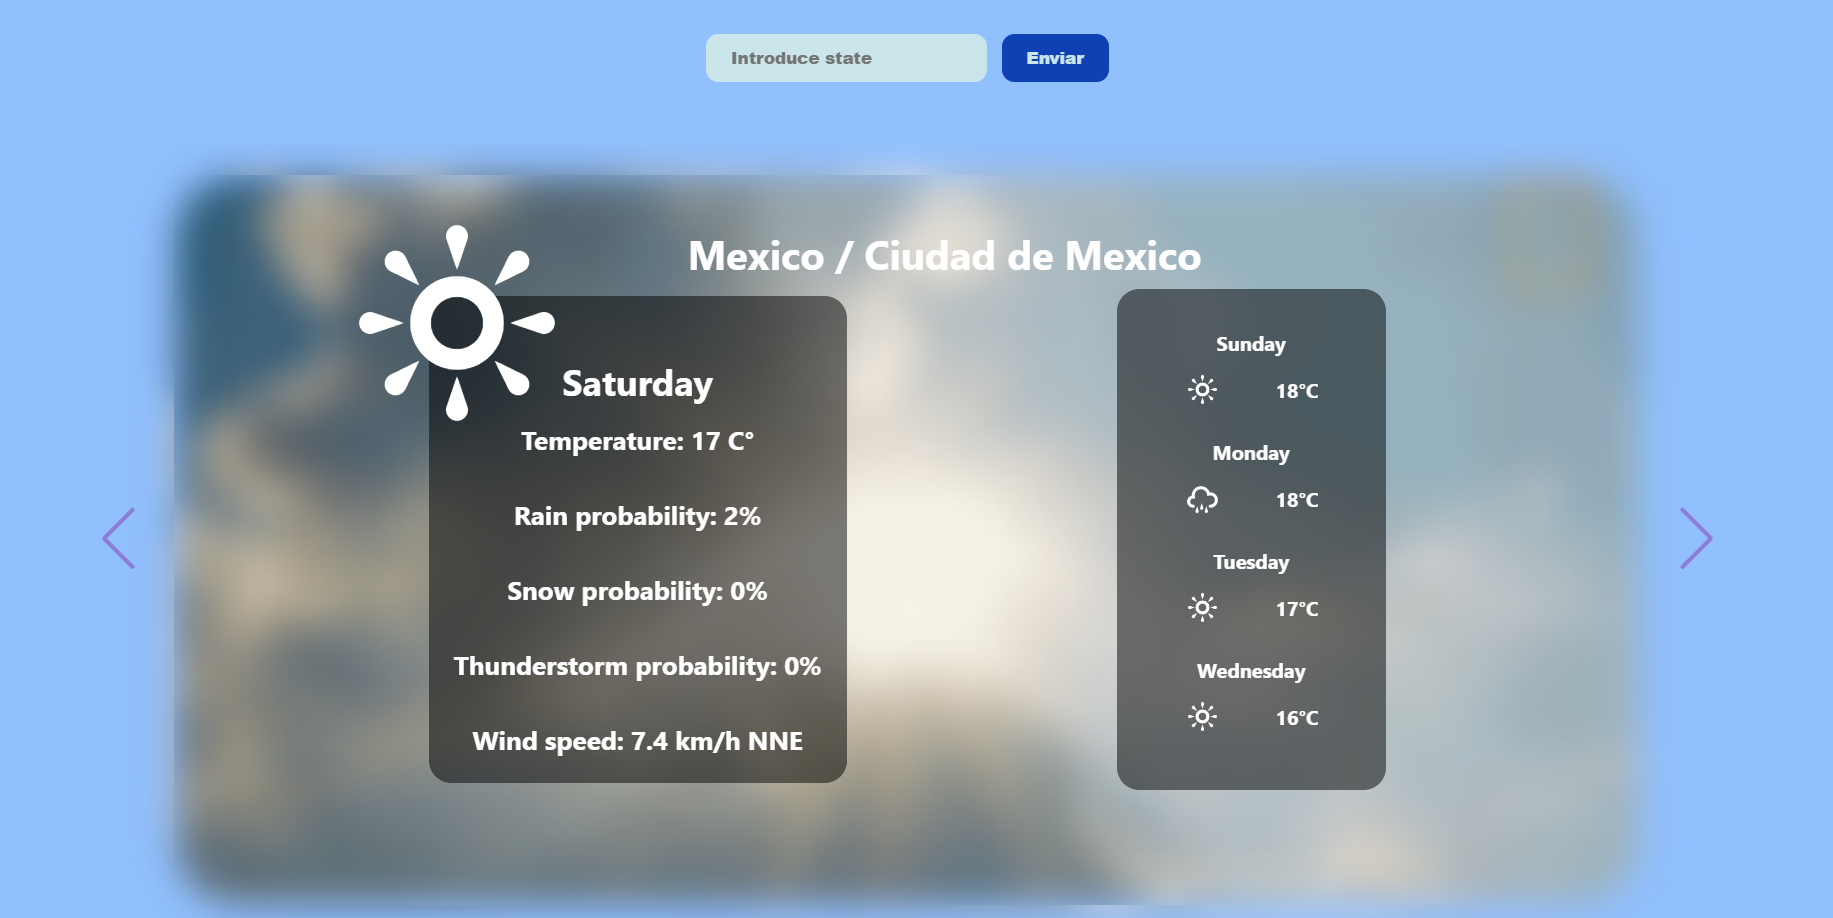 Introduce state
Enviar
Mexico / Ciudad de Mexico
Saturday
Temperature: 17 C°
Rain probability: 2%
Snow probability: 0%
Thunderstorm probability: 0%
Wind speed: 7.4 km/h NNE
Sunday
18°C
Monday
18°C
Tuesday
17°C
Wednesday
16°C